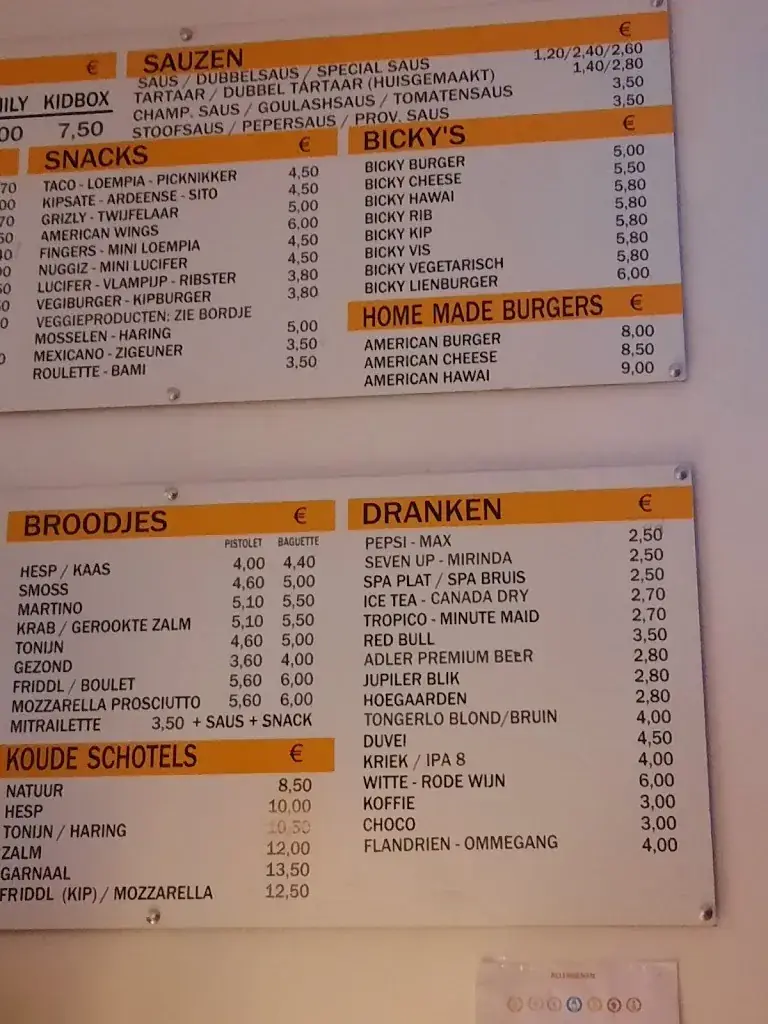 €
ILY KIDBOX
00 7,50
SAUZEN €
SAUS / DUBBELSAUS / SPECIAL SAUS 1,20/2,40/2,60
TARTAAR / DUBBEL TARTAAR (HUISGEMAAKT) 1,40/2,80
CHAMP. SAUS / GOULASHSAUS / TOMATENSAUS 3,50
STOOFSAUS / PEPERSAUS / PROV. SAUS 3,50
SNACKS €
TACO - LOEMPIA - PICKNIKKER 4,50
KIPSATE - ARDEENSE - SITO 4,50
GRIZLY - TWIJFELAAR 5,00
AMERICAN WINGS 6,00
FINGERS - MINI LOEMPIA 4,50
NUGGIZ - MINI LUCIFER 4,50
LUCIFER - VLAMPIJP - RIBSTER 3,80
VEGIBURGER - KIPBURGER 3,80
VEGGIEPRODUCTEN: ZIE BORDJE
MOSSELEN - HARING 5,00
MEXICANO - ZIGEUNER 3,50
ROULETTE - BAMI 3,50
BICKY'S €
BICKY BURGER 5,00
BICKY CHEESE 5,50
BICKY HAWAI 5,80
BICKY RIB 5,80
BICKY KIP 5,80
BICKY VIS 5,80
BICKY VEGETARISCH 5,80
BICKY LIENBURGER 6,00
HOME MADE BURGERS €
AMERICAN BURGER 8,00
AMERICAN CHEESE 8,50
AMERICAN HAWAI 9,00
BROODJES €
PISTOLET BAGUETTE
HESP / KAAS 4,00 4,40
SMOSS 4,60 5,00
MARTINO 5,10 5,50
KRAB / GEROOKTE ZALM 5,10 5,50
TONIJN 4,60 5,00
GEZOND 3,60 4,00
FRIDDL / BOULET 5,60 6,00
MOZZARELLA PROSCIUTTO 5,60 6,00
MITRAILETTE 3,50 + SAUS + SNACK
KOUDE SCHOTELS €
NATUUR 8,50
HESP 10,00
TONIJN / HARING 10,50
ZALM 12,00
GARNAAL 13,50
FRIDDL (KIP) / MOZZARELLA 12,50
DRANKEN €
PEPSI - MAX 2,50
SEVEN UP - MIRINDA 2,50
SPA PLAT / SPA BRUIS 2,50
ICE TEA - CANADA DRY 2,70
TROPICO - MINUTE MAID 2,70
RED BULL 3,50
ADLER PREMIUM BEER 2,80
JUPILER BLIK 2,80
HOEGAARDEN 2,80
TONGERLO BLOND/BRUIN 4,00
DUVEl 4,50
KRIEK / IPA 8 4,00
WITTE - RODE WIJN 6,00
KOFFIE 3,00
CHOCO 3,00
FLANDRIEN - OMMEGANG 4,00